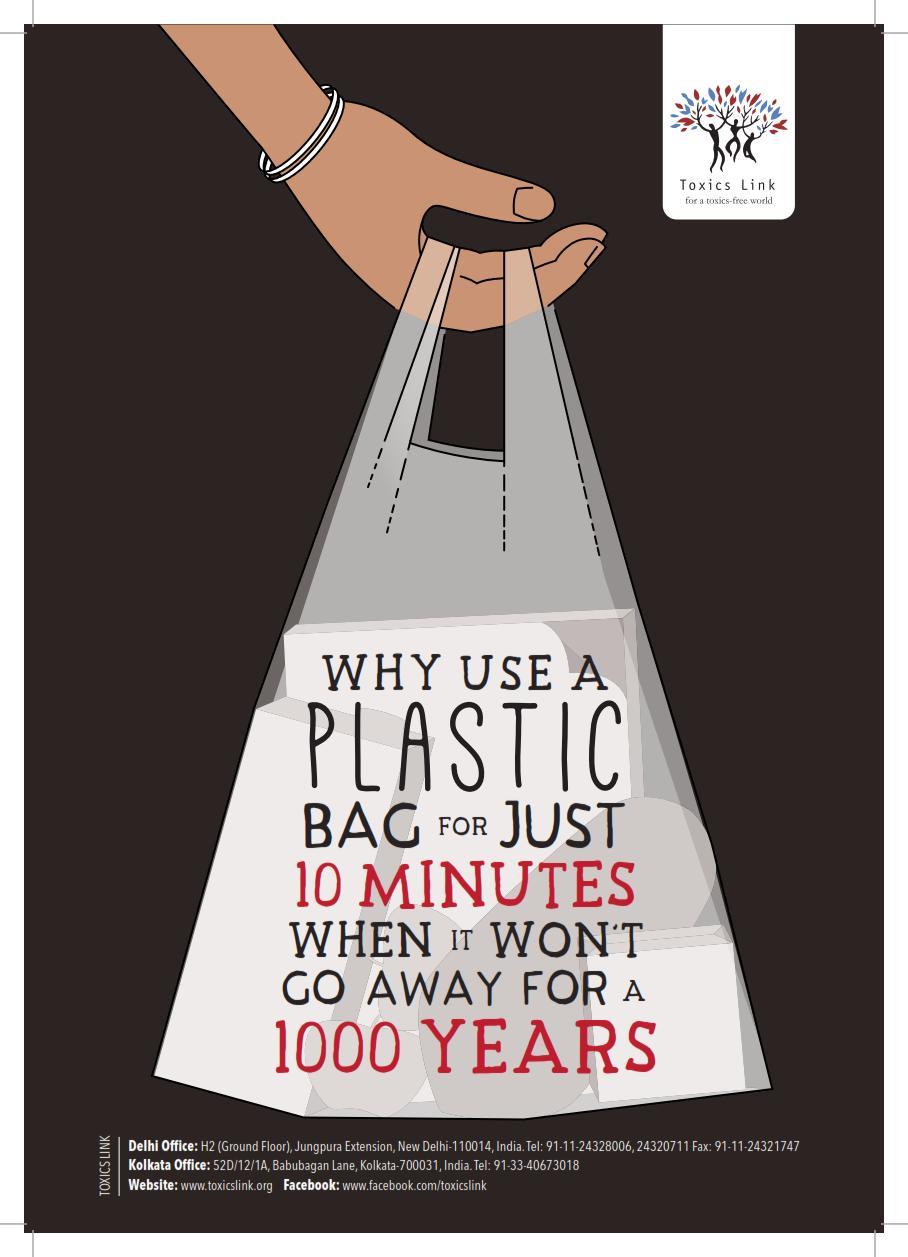 Toxics Link
for a toxics-free world
WHY USE A
PLASTIC
BAG FOR JUST
10 MINUTES
WHEN IT WON'T
GO AWAY FOR A
1000 YEARS
TOXICS LINK
Delhi Office: H2 (Ground Floor), Jungpura Extension, New Delhi-110014, India. Tel: 91-11-24328006, 24320711 Fax: 91-11-24321747
Kolkata Office: 52D/12/1A, Babubagan Lane, Kolkata-700031, India. Tel: 91-33-40673018
Website: www.toxicslink.org Facebook: www.facebook.com/toxicslink